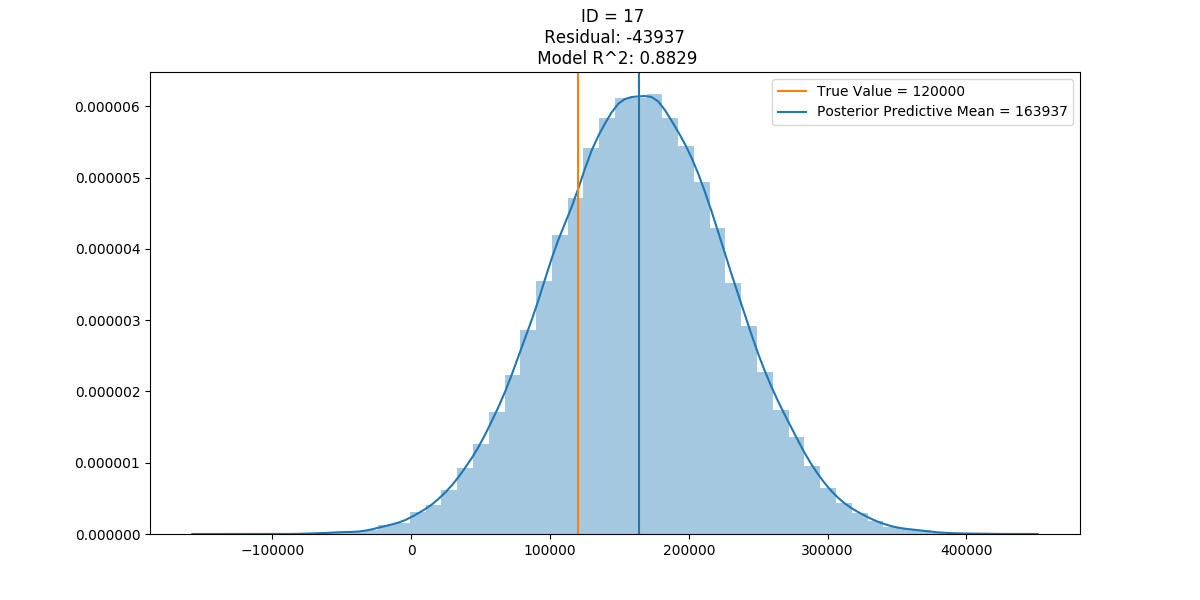 ID = 17
Residual: -43937
Model R^2: 0.8829
True Value = 120000
Posterior Predictive Mean = 163937
0.000006
0.000005
0.000004
0.000003
0.000002
0.000001
0.000000
−100000
0
100000
200000
300000
400000